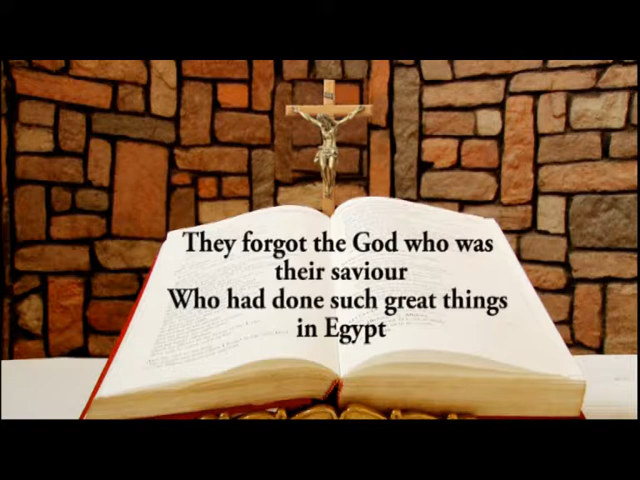 They forgot the God who was
their saviour
Who had done such great things
in Egypt